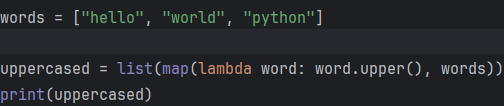 words = ["hello", "world", "python"]
uppercased = list(map(lambda word: word.upper(), words))
print(uppercased)